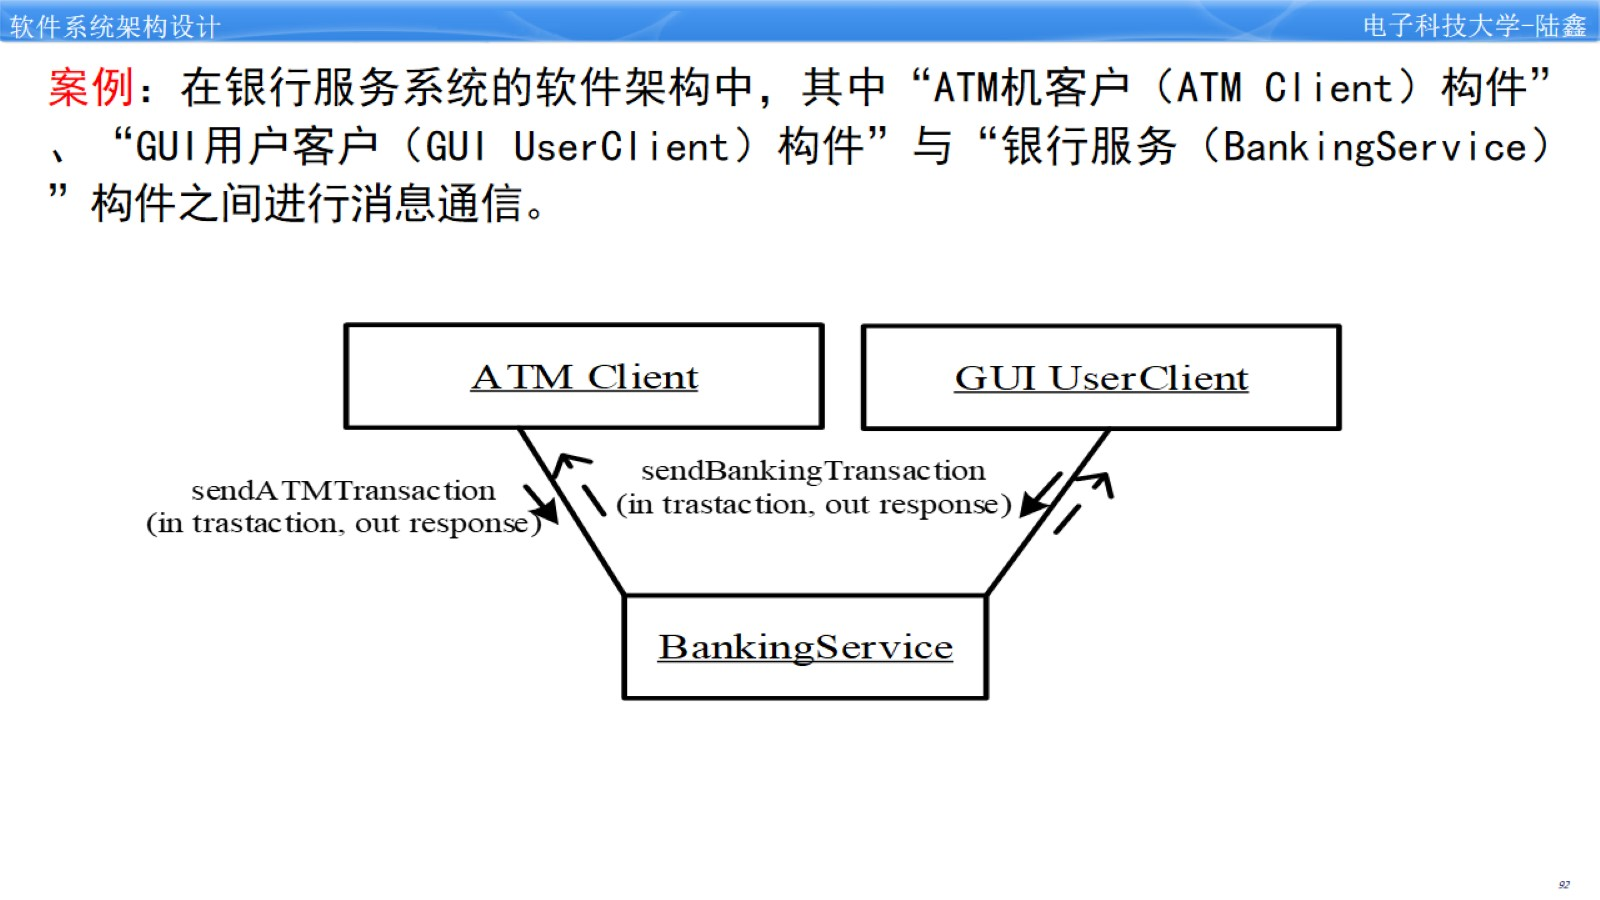 软件系统架构设计
电子科技大学-陆鑫
案例：在银行服务系统的软件架构中，其中“ATM机客户（ATM Client）构件”
、“GUI用户客户（GUI UserClient）构件”与“银行服务（BankingService）
”构件之间进行消息通信。
ATM Client
GUI UserClient
sendATMTransaction
(in trastaction, out response)
sendBankingTransaction
(in trastaction, out response)
BankingService
92